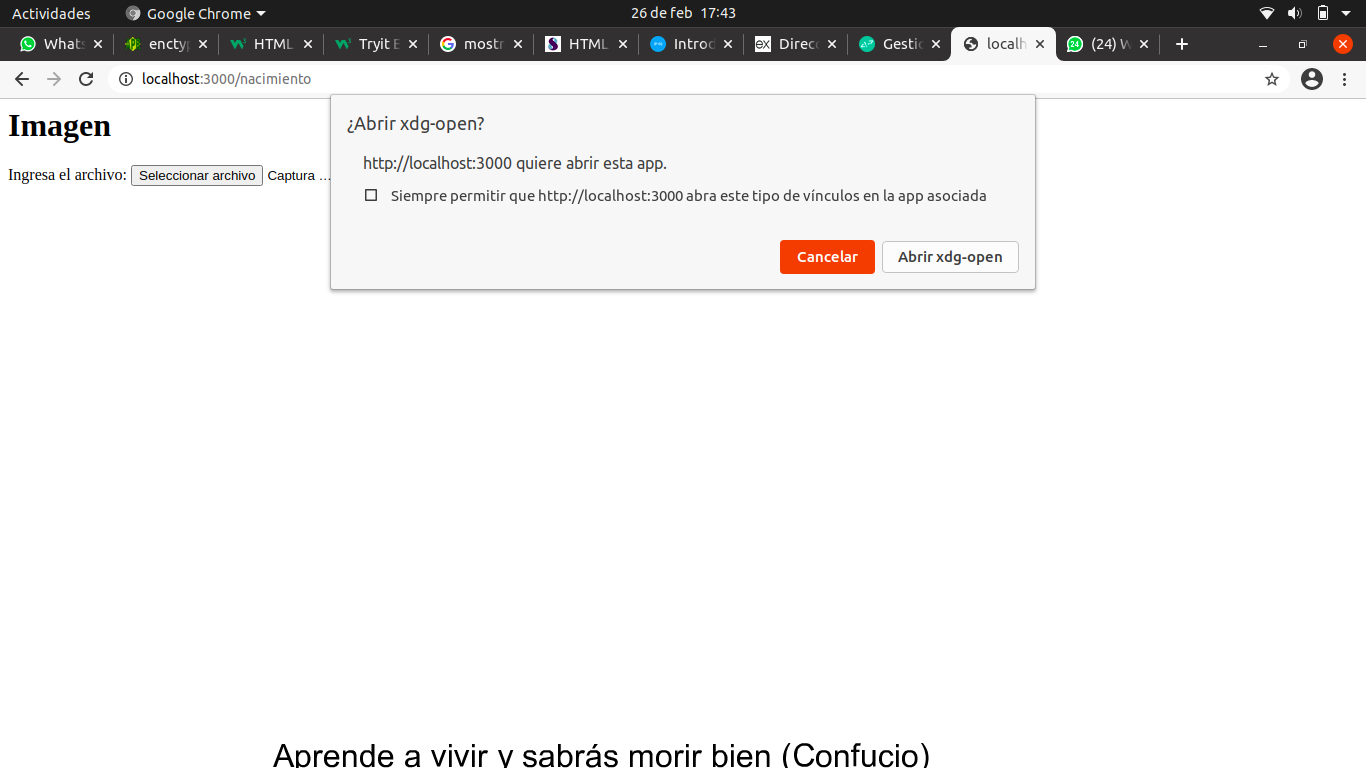 Actividades Google Chrome 26 de feb 17:43
Whats enctyp HTML Tryit E mostr HTML Introd Direcc Gestio localh (24) W
localhost:3000/nacimiento
Imagen
Ingresa el archivo: Seleccionar archivo Captura ...
¿Abrir xdg-open?
http://localhost:3000 quiere abrir esta app.
Siempre permitir que http://localhost:3000 abra este tipo de vínculos en la app asociada
Cancelar Abrir xdg-open
Aprende a vivir y sabrás morir bien (Confucio)